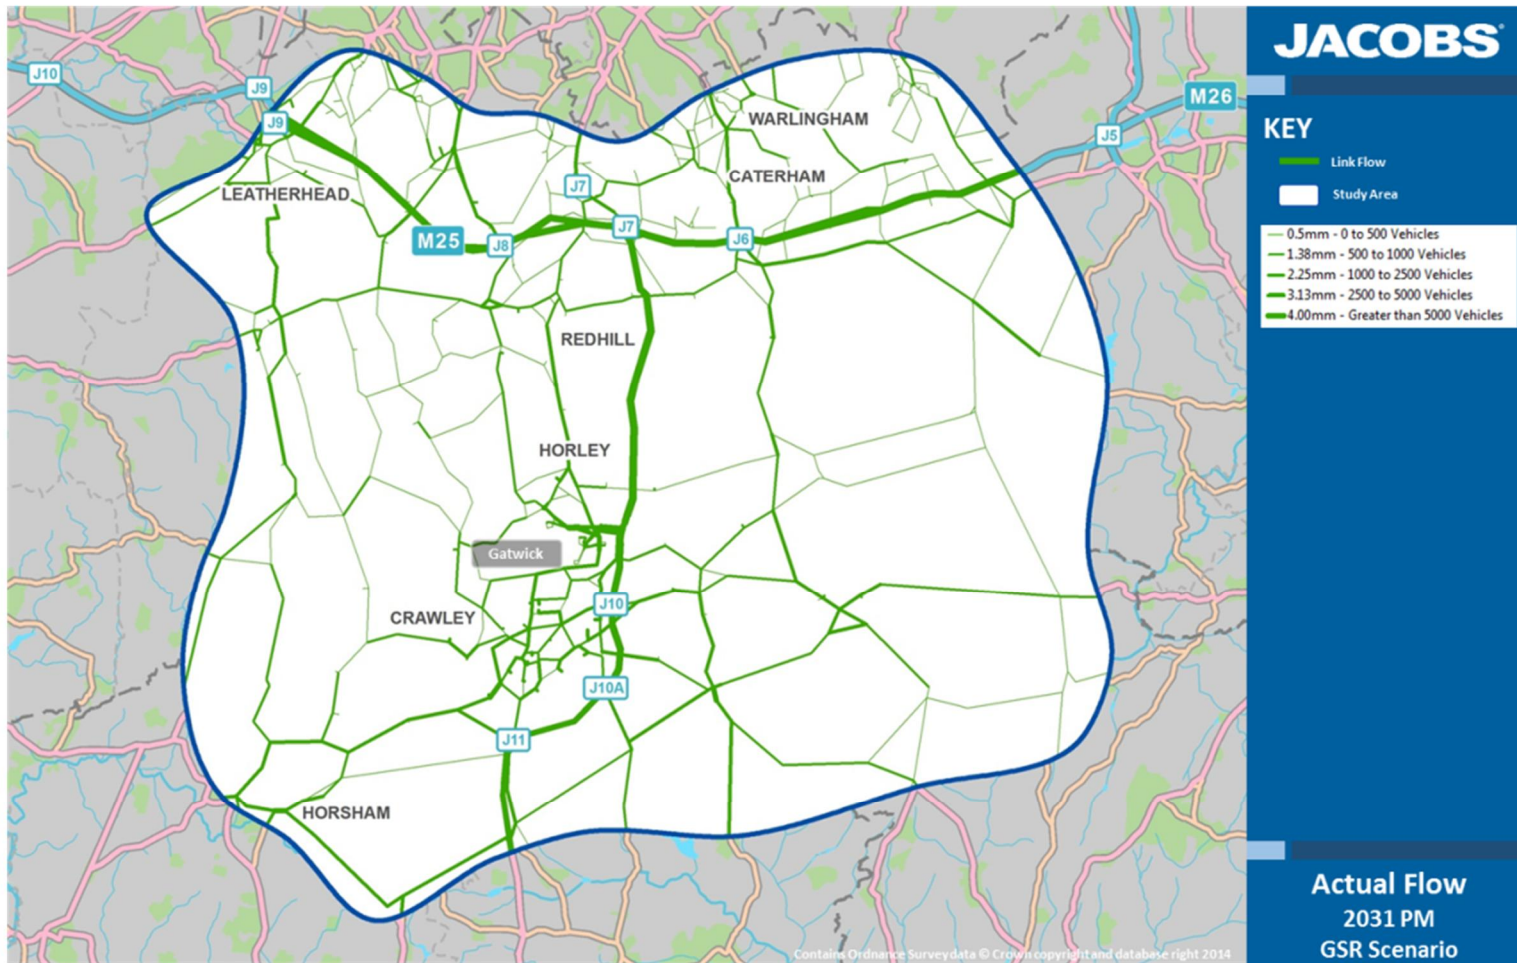 JACOBS
M26
J10
J9
J9
J5
KEY
WARLINGHAM
Link Flow
CATERHAM
J7
LEATHERHEAD
Study Area
J7
M25
J8
J6
0.5mm - 0 to 500 Vehicles
1.38mm - 500 to 1000 Vehicles
2.25mm - 1000 to 2500 Vehicles
3.13mm - 2500 to 5000 Vehicles
4.00mm - Greater than 5000 Vehicles
REDHILL
HORLEY
Gatwick
J10
CRAWLEY
J10A
J11
HORSHAM
Actual Flow
2031 PM
GSR Scenario
Contains Ordnance Survey data © Crown copyright and database right 2014